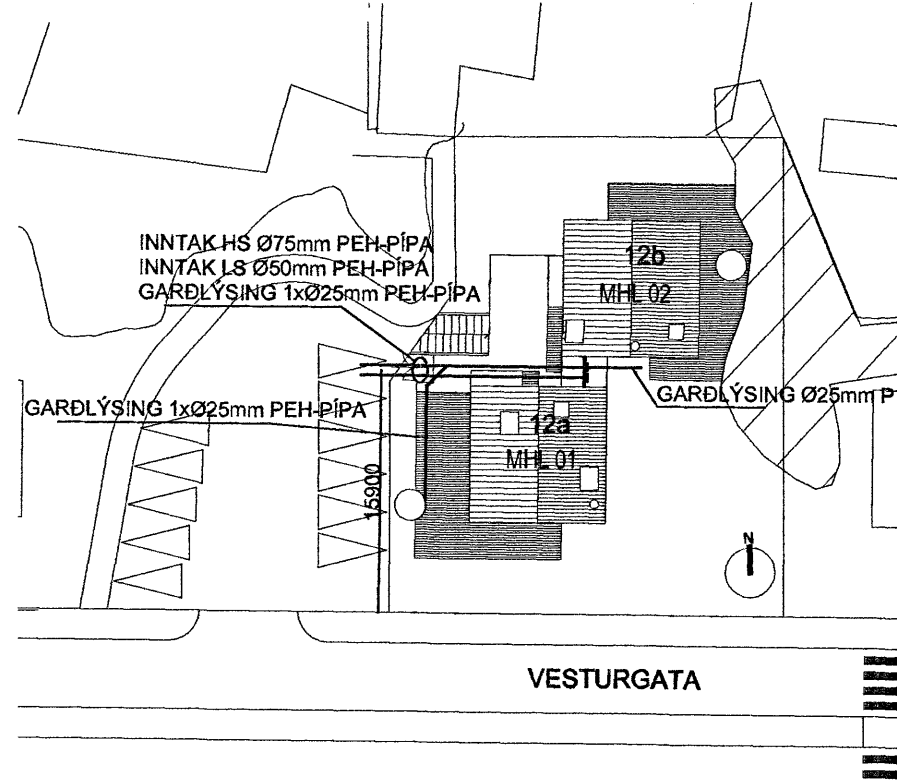 INNTAK HS Ø75mm PEH-PÍPA
INNTAK LS Ø50mm PEH-PÍPA
GARÐLÝSING 1xØ25mm PEH-PÍPA
12b
MHL 02
GARÐLÝSING 1xØ25mm PEH-PÍPA
GARÐLÝSING Ø25mm P
12a
MHL 01
15900
N
VESTURGATA